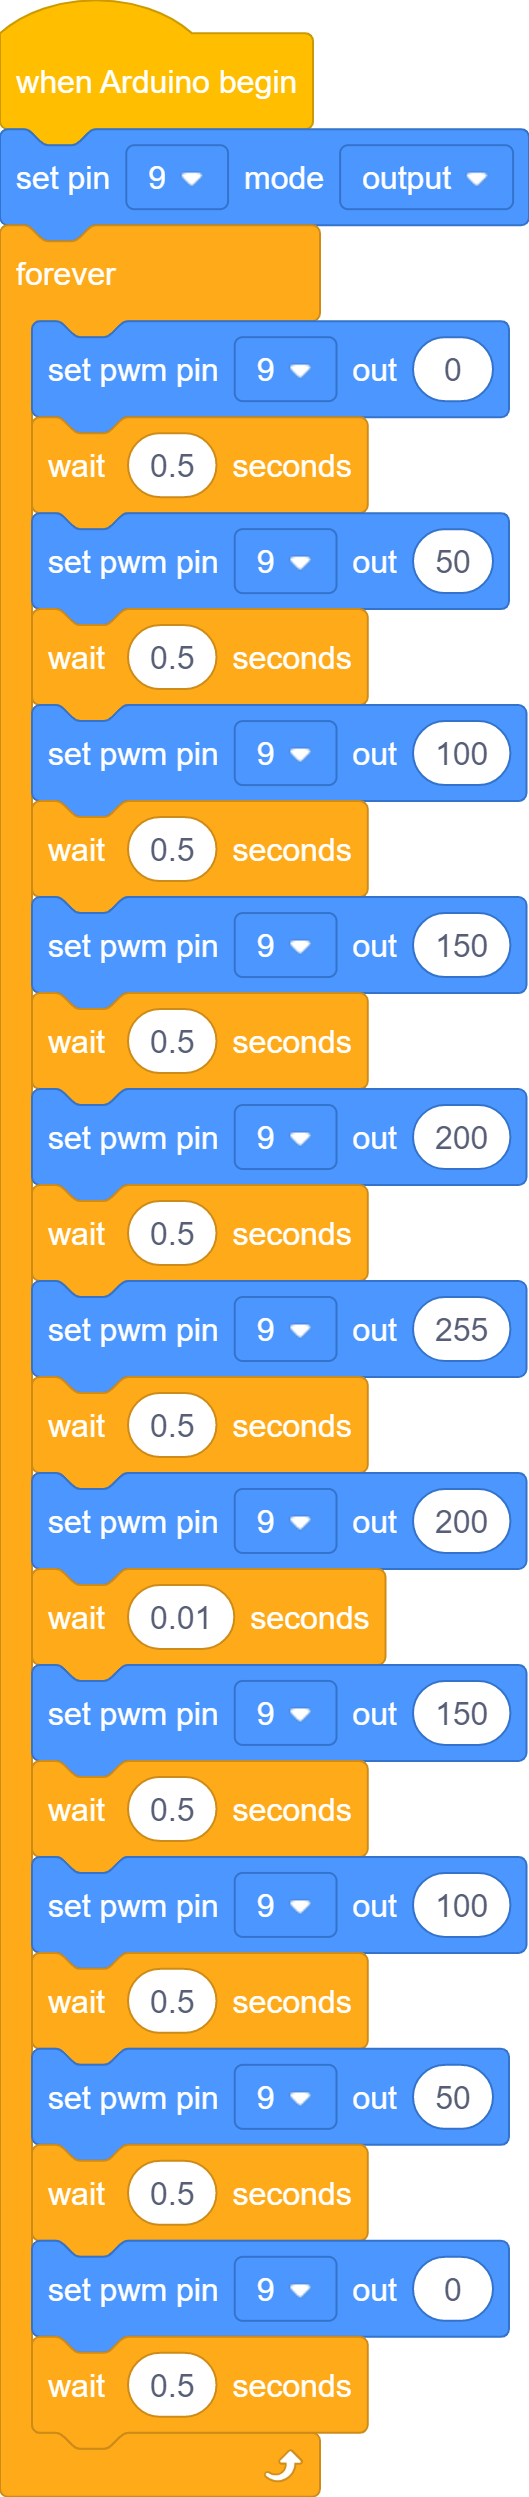 when Arduino begin
set pin 9 mode output
forever
set pwm pin 9 out 0
wait 0.5 seconds
set pwm pin 9 out 50
wait 0.5 seconds
set pwm pin 9 out 100
wait 0.5 seconds
set pwm pin 9 out 150
wait 0.5 seconds
set pwm pin 9 out 200
wait 0.5 seconds
set pwm pin 9 out 255
wait 0.5 seconds
set pwm pin 9 out 200
wait 0.01 seconds
set pwm pin 9 out 150
wait 0.5 seconds
set pwm pin 9 out 100
wait 0.5 seconds
set pwm pin 9 out 50
wait 0.5 seconds
set pwm pin 9 out 0
wait 0.5 seconds